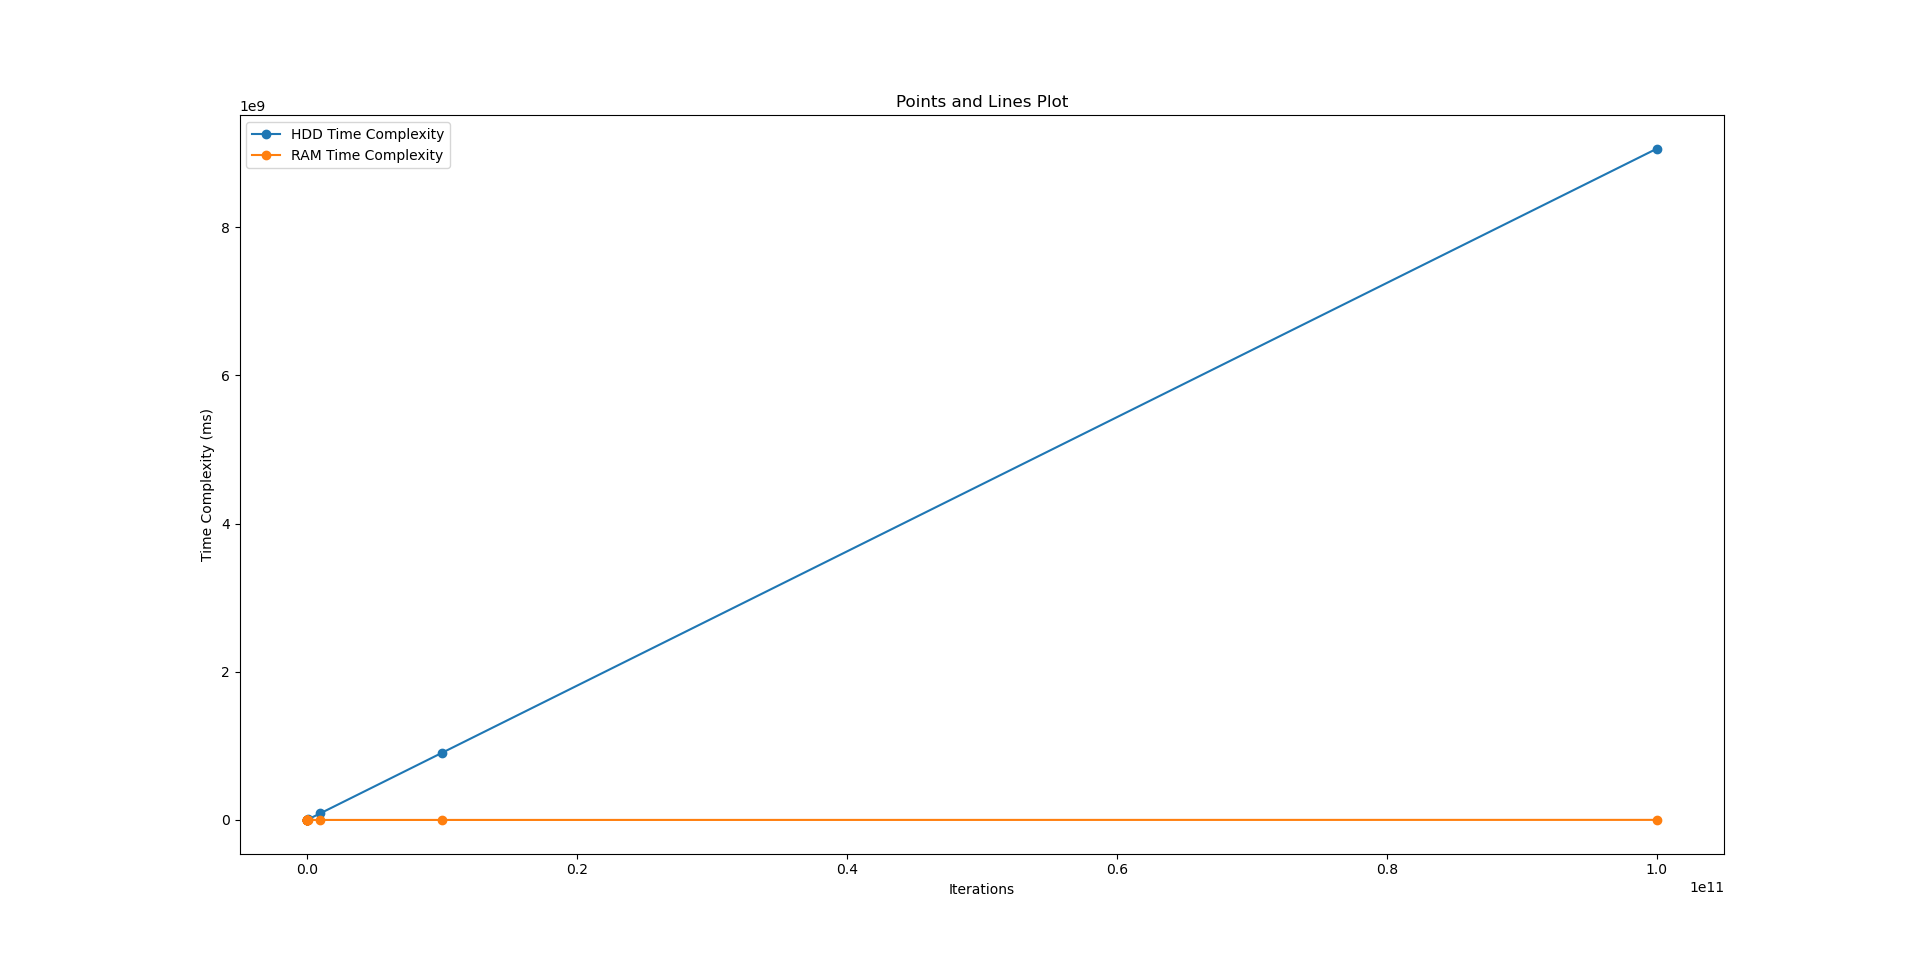 Points and Lines Plot
1e9
HDD Time Complexity
RAM Time Complexity
8
6
4
2
0
Time Complexity (ms)
0.0 0.2 0.4 0.6 0.8 1.0
1e11
Iterations